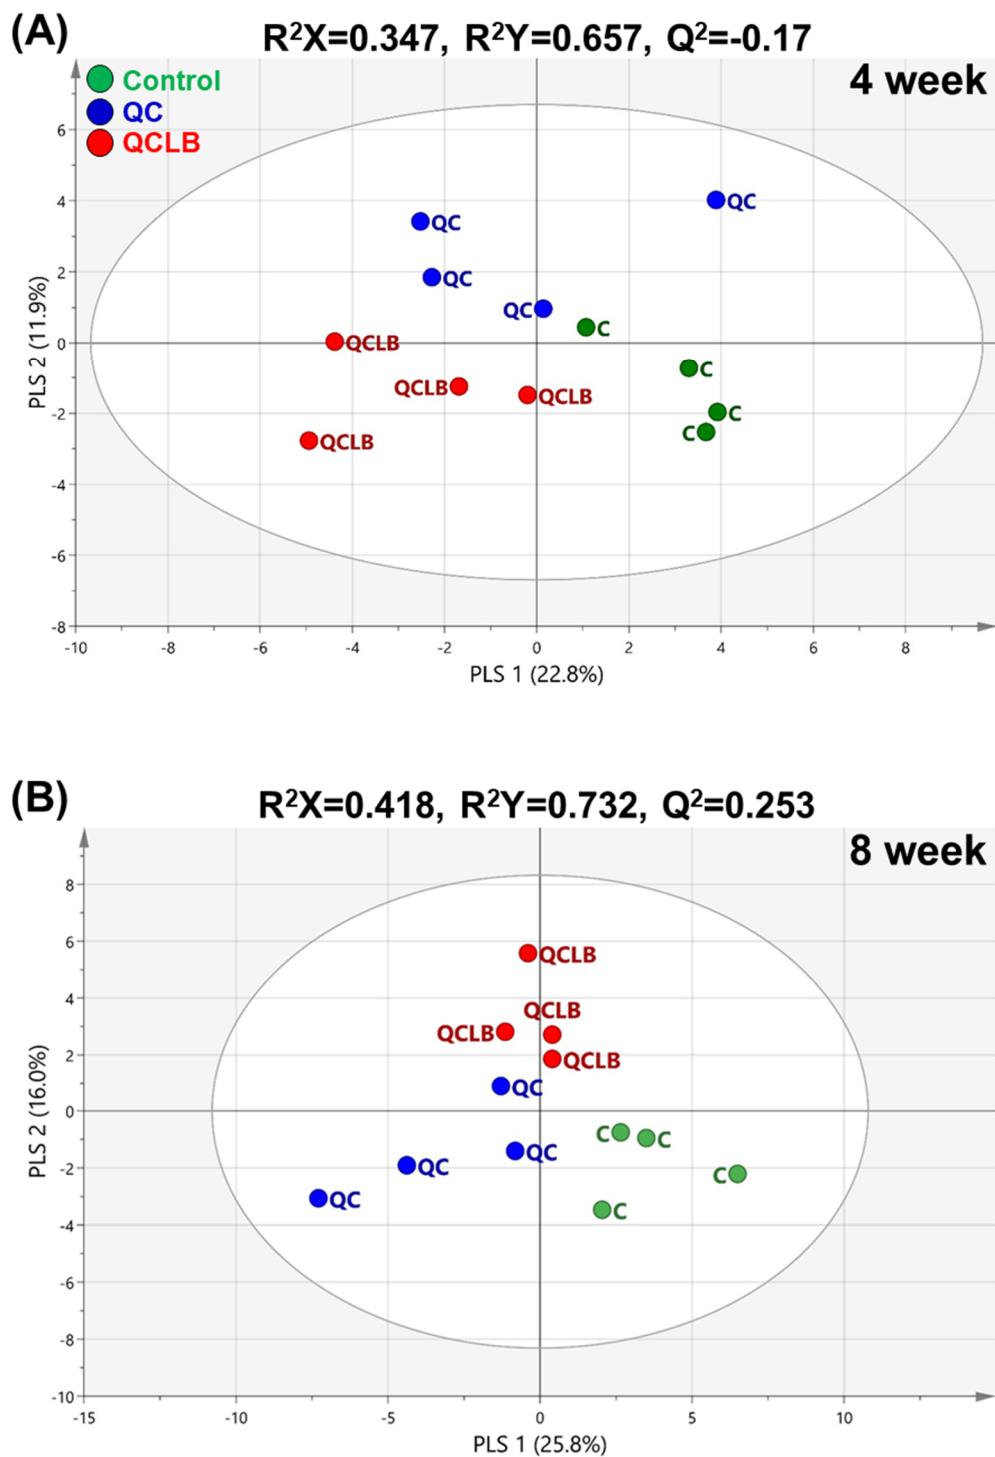 (A)
R²X=0.347, R²Y=0.657, Q²=-0.17
4 week
Control
QC
QCLB
6
4
2
0
-2
-4
-6
-8
PLS 2 (11.9%)
QC
QC
QC
QC
C
QCLB
C
QCLB
QCLB
C
C
QCLB
-10
-8
-6
-4
-2
0
2
4
6
8
PLS 1 (22.8%)
(B)
R²X=0.418, R²Y=0.732, Q²=0.253
8 week
8
6
4
2
0
-2
-4
-6
-8
-10
PLS 2 (16.0%)
QCLB
QCLB
QCLB
QCLB
QC
C
C
QC
QC
C
QC
C
-15
-10
-5
0
5
10
PLS 1 (25.8%)